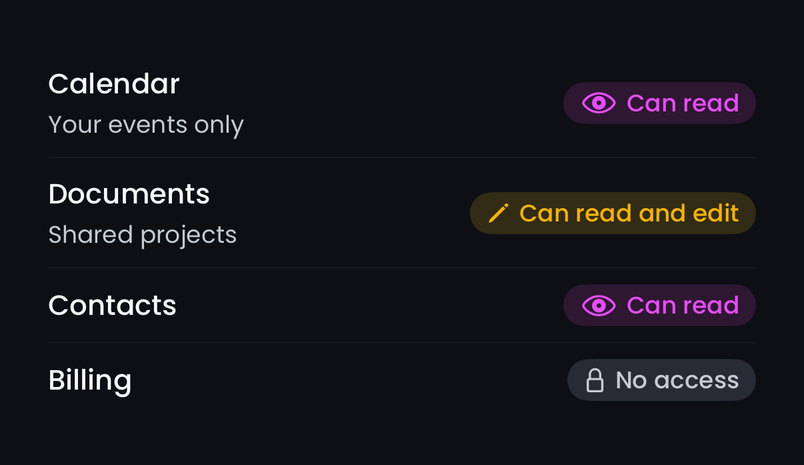 Calendar
Can read
Your events only
Documents
Can read and edit
Shared projects
Contacts
Can read
Billing
No access